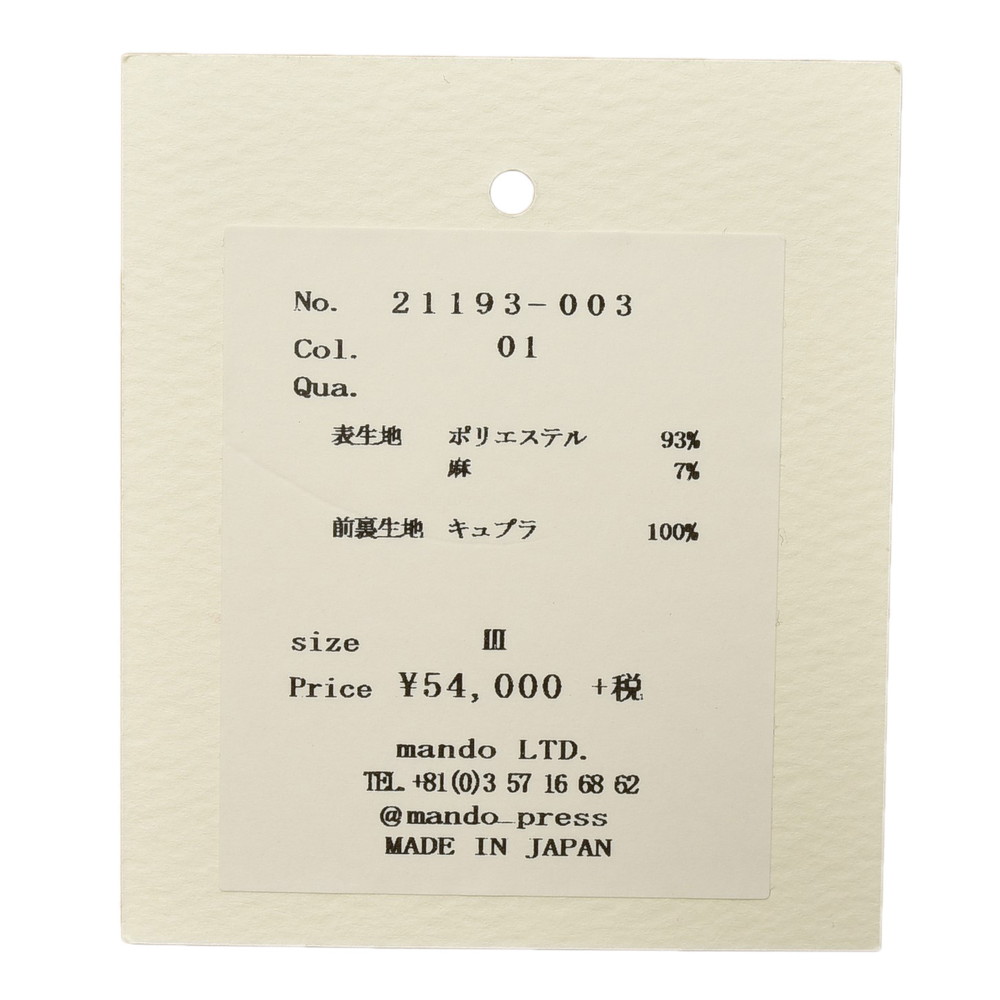 No. 21193-003
Col. 01
Qua.
表生地 ポリエステル 93%
麻 7%
前裏生地 キュプラ 100%
size Ⅲ
Price ¥54,000 +税
mando LTD.
TEL. +81(0)3 57 16 68 62
@mando_press
MADE IN JAPAN